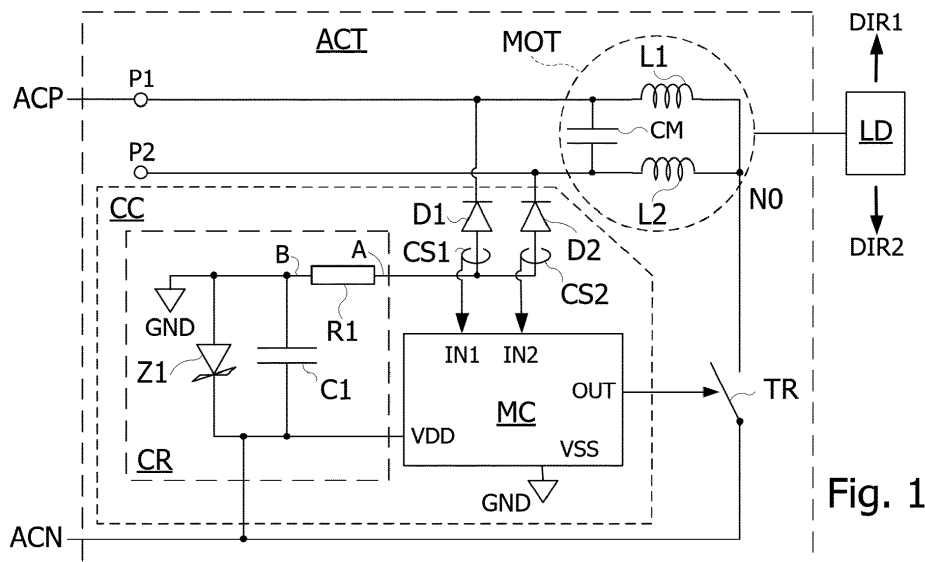 DIR1
ACT
MOT
L1
P1
ACP
CM
LD
P2
L2
N0
CC
D1
D2
DIR2
CS1
CS2
B
A
GND
R1
IN1
IN2
Z1
C1
OUT
TR
MC
VDD
VSS
CR
GND
Fig. 1
ACN